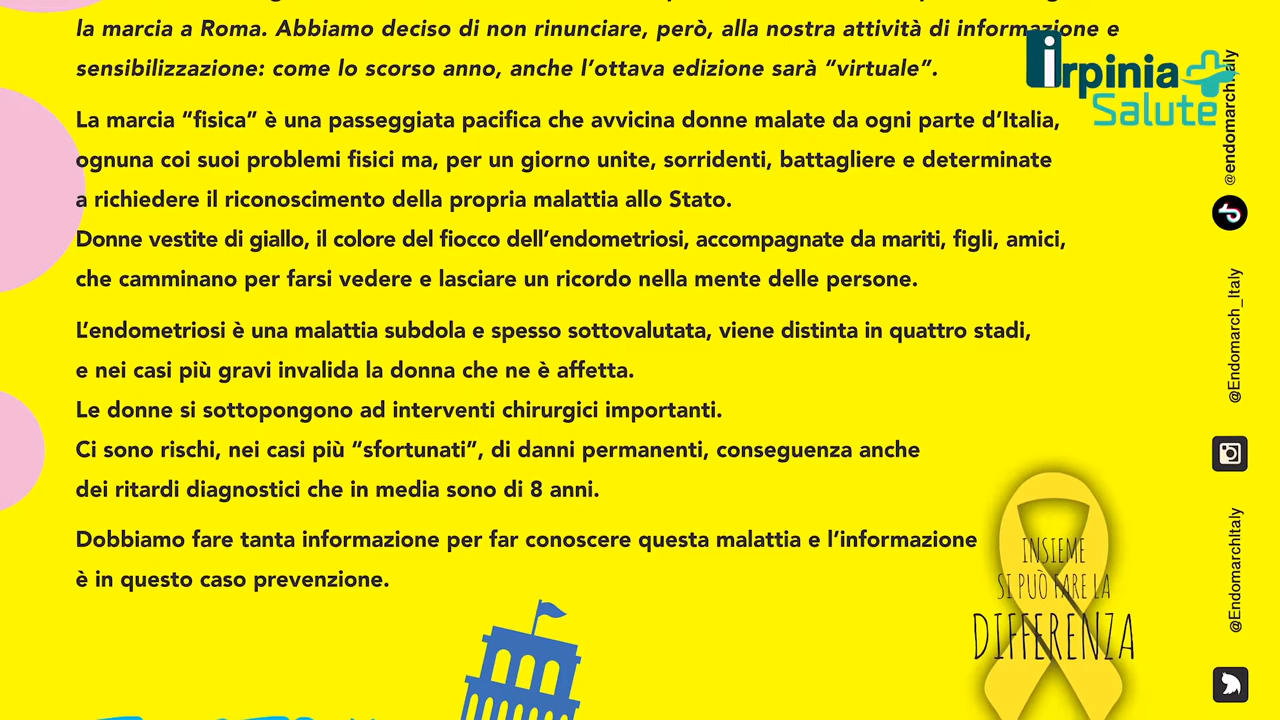 la marcia a Roma. Abbiamo deciso di non rinunciare, però, alla nostra attività di informazione e
sensibilizzazione: come lo scorso anno, anche l’ottava edizione sarà “virtuale”.
La marcia “fisica” è una passeggiata pacifica che avvicina donne malate da ogni parte d’Italia,
ognuna coi suoi problemi fisici ma, per un giorno unite, sorridenti, battagliere e determinate
a richiedere il riconoscimento della propria malattia allo Stato.
Donne vestite di giallo, il colore del fiocco dell’endometriosi, accompagnate da mariti, figli, amici,
che camminano per farsi vedere e lasciare un ricordo nella mente delle persone.
L’endometriosi è una malattia subdola e spesso sottovalutata, viene distinta in quattro stadi,
e nei casi più gravi invalida la donna che ne è affetta.
Le donne si sottopongono ad interventi chirurgici importanti.
Ci sono rischi, nei casi più “sfortunati”, di danni permanenti, conseguenza anche
dei ritardi diagnostici che in media sono di 8 anni.
Dobbiamo fare tanta informazione per far conoscere questa malattia e l’informazione
è in questo caso prevenzione.
INSIEME
SI PUÒ FARE LA
DIFFERENZA
irpinia
Salute
@endomarchitaly
@Endomarch_Italy
@EndomarchItaly